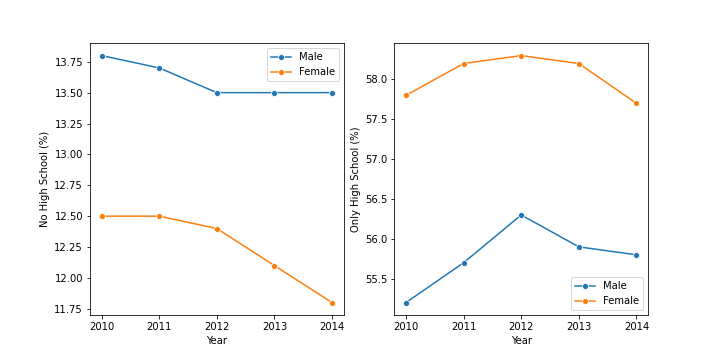 No High School (%)
13.75
13.50
13.25
13.00
12.75
12.50
12.25
12.00
11.75
Male
Female
2010 2011 2012 2013 2014
Year
Only High School (%)
58.0
57.5
57.0
56.5
56.0
55.5
Male
Female
2010 2011 2012 2013 2014
Year